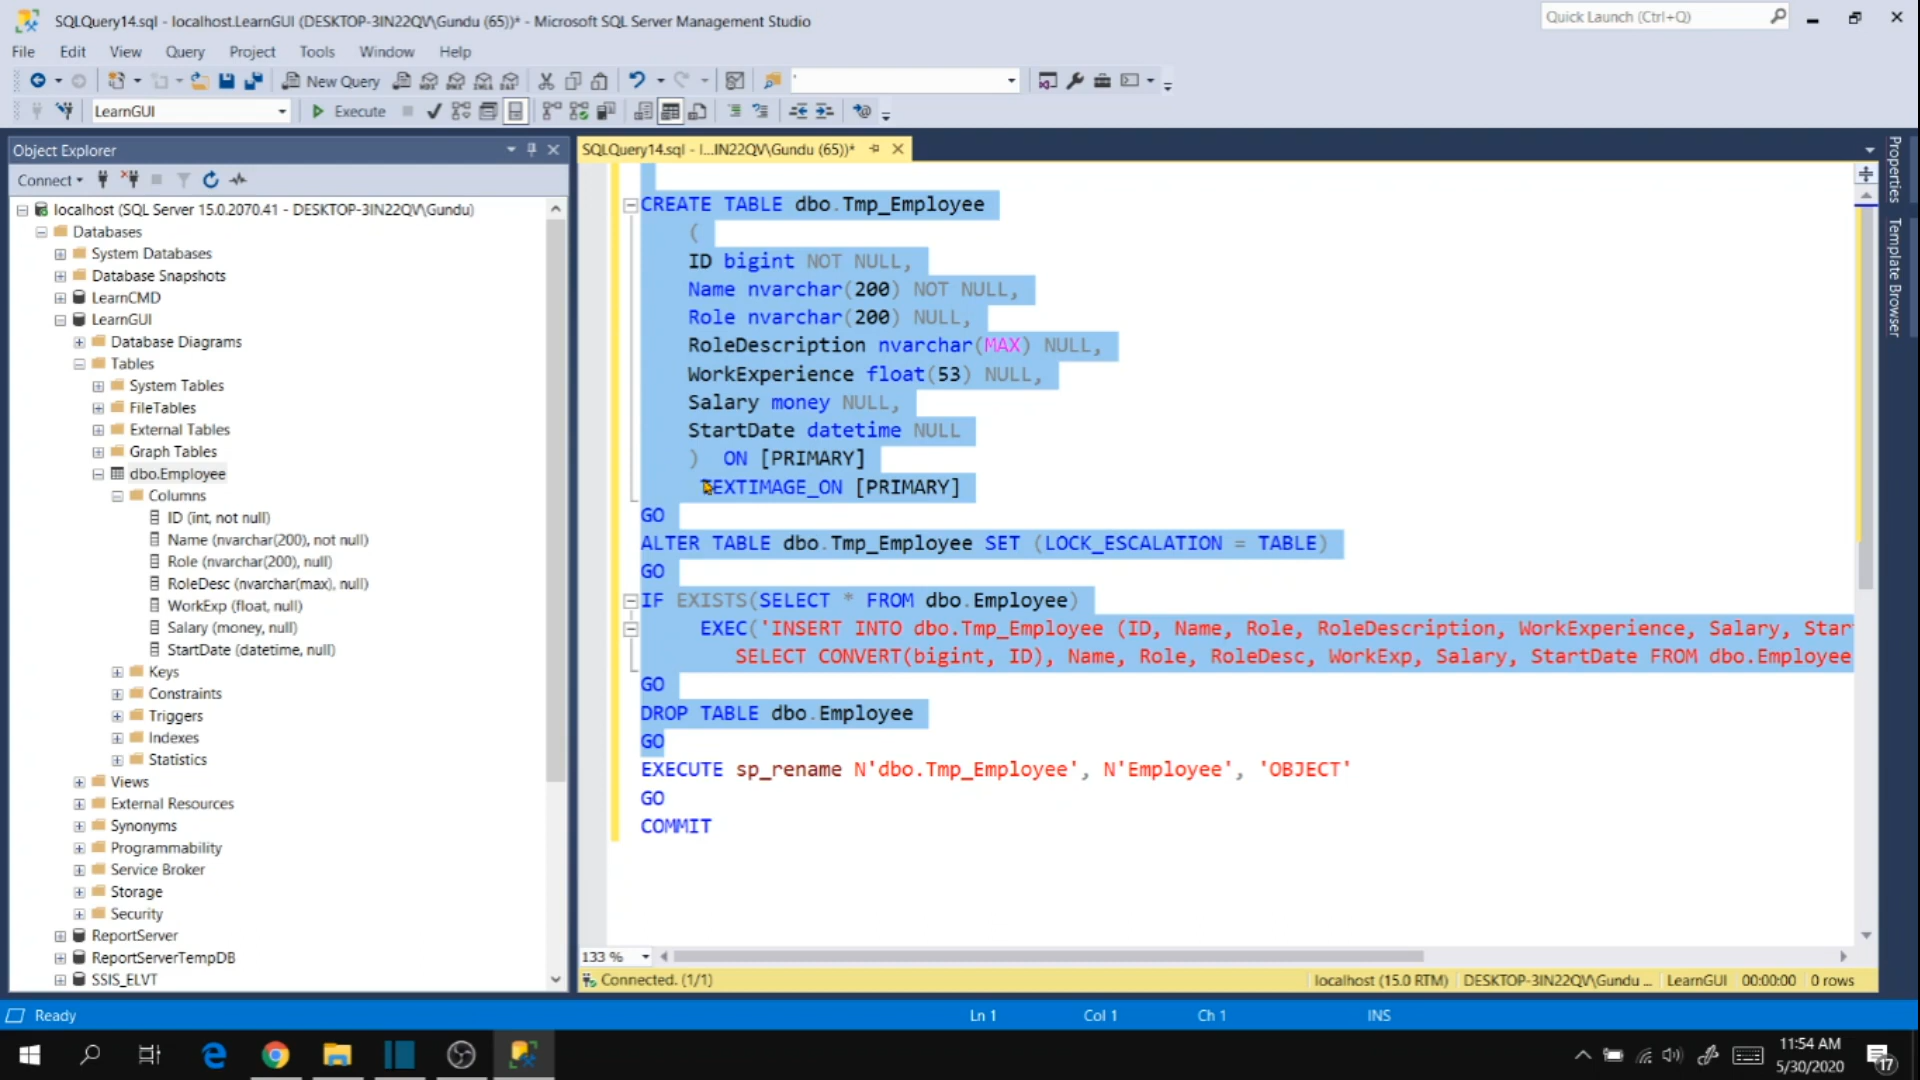 SQLQuery14.sql - localhost.LearnGUI (DESKTOP-3IN22QV\Gundu (65))* - Microsoft SQL Server Management Studio
Quick Launch (Ctrl+Q)
File Edit View Query Project Tools Window Help
New Query
LearnGUI
Execute
Object Explorer
Connect
localhost (SQL Server 15.0.2070.41 - DESKTOP-3IN22QV\Gundu)
Databases
System Databases
Database Snapshots
LearnCMD
LearnGUI
Database Diagrams
Tables
System Tables
FileTables
External Tables
Graph Tables
dbo.Employee
Columns
ID (int, not null)
Name (nvarchar(200), not null)
Role (nvarchar(200), null)
RoleDesc (nvarchar(max), null)
WorkExp (float, null)
Salary (money, null)
StartDate (datetime, null)
Keys
Constraints
Triggers
Indexes
Statistics
Views
External Resources
Synonyms
Programmability
Service Broker
Storage
Security
ReportServer
ReportServerTempDB
SSIS_ELVT
SQLQuery14.sql - l...IN22QV\Gundu (65))*
CREATE TABLE dbo.Tmp_Employee
(
ID bigint NOT NULL,
Name nvarchar(200) NOT NULL,
Role nvarchar(200) NULL,
RoleDescription nvarchar(MAX) NULL,
WorkExperience float(53) NULL,
Salary money NULL,
StartDate datetime NULL
) ON [PRIMARY]
TEXTIMAGE_ON [PRIMARY]
GO
ALTER TABLE dbo.Tmp_Employee SET (LOCK_ESCALATION = TABLE)
GO
IF EXISTS(SELECT * FROM dbo.Employee)
EXEC('INSERT INTO dbo.Tmp_Employee (ID, Name, Role, RoleDescription, WorkExperience, Salary, Star
SELECT CONVERT(bigint, ID), Name, Role, RoleDesc, WorkExp, Salary, StartDate FROM dbo.Employee
GO
DROP TABLE dbo.Employee
GO
EXECUTE sp_rename N'dbo.Tmp_Employee', N'Employee', 'OBJECT'
GO
COMMIT
133 %
Connected. (1/1)
localhost (15.0 RTM) DESKTOP-3IN22QV\Gundu ... LearnGUI 00:00:00 0 rows
Properties
Template Browser
Ready
Ln 1 Col 1 Ch 1 INS
11:54 AM
5/30/2020
17